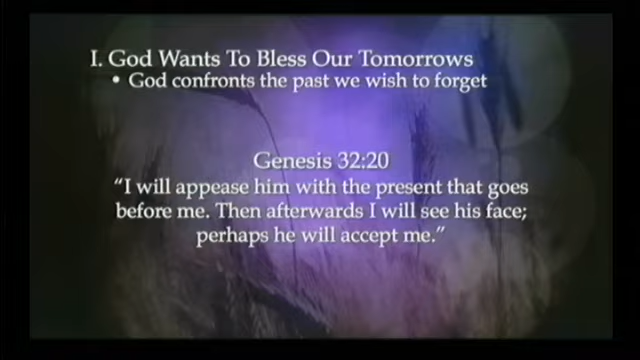 I. God Wants To Bless Our Tomorrows
• God confronts the past we wish to forget
Genesis 32:20
“I will appease him with the present that goes
before me. Then afterwards I will see his face;
perhaps he will accept me.”